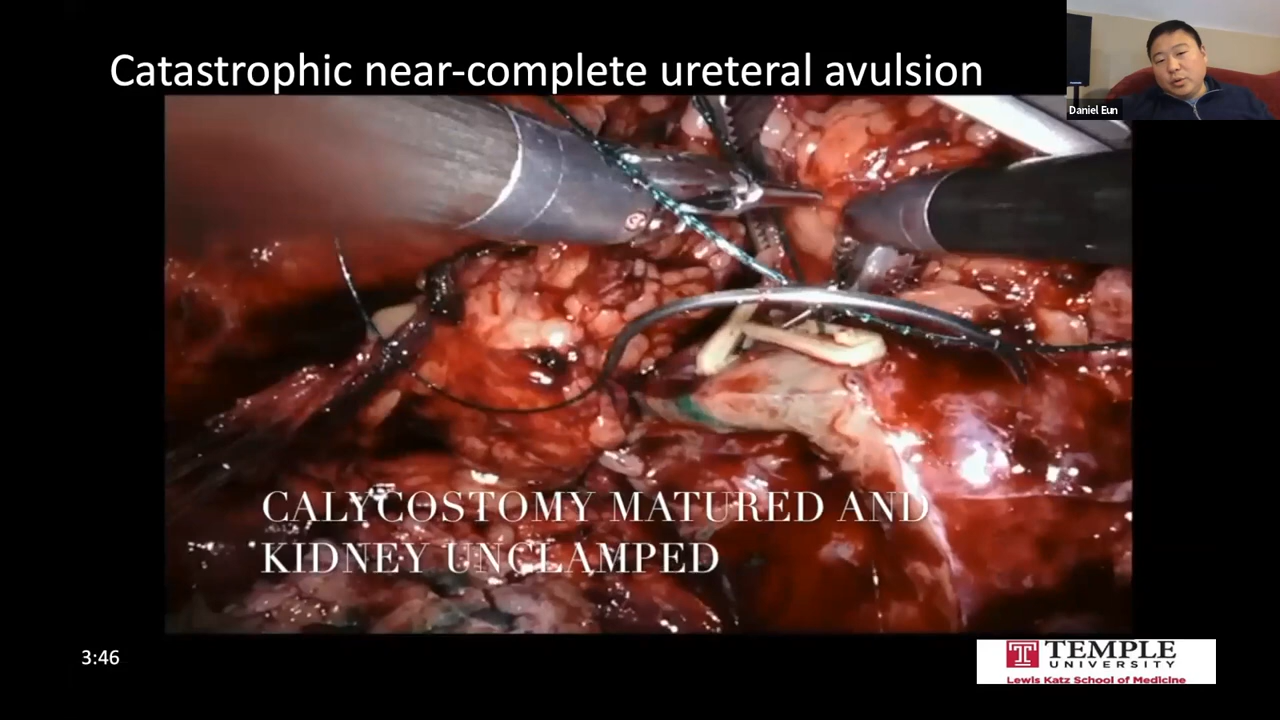 Catastrophic near-complete ureteral avulsion
Daniel Eun
CALYCOSTOMY MATURED AND
KIDNEY UNCLAMPED
3:46
TEMPLE
UNIVERSITY
Lewis Katz School of Medicine